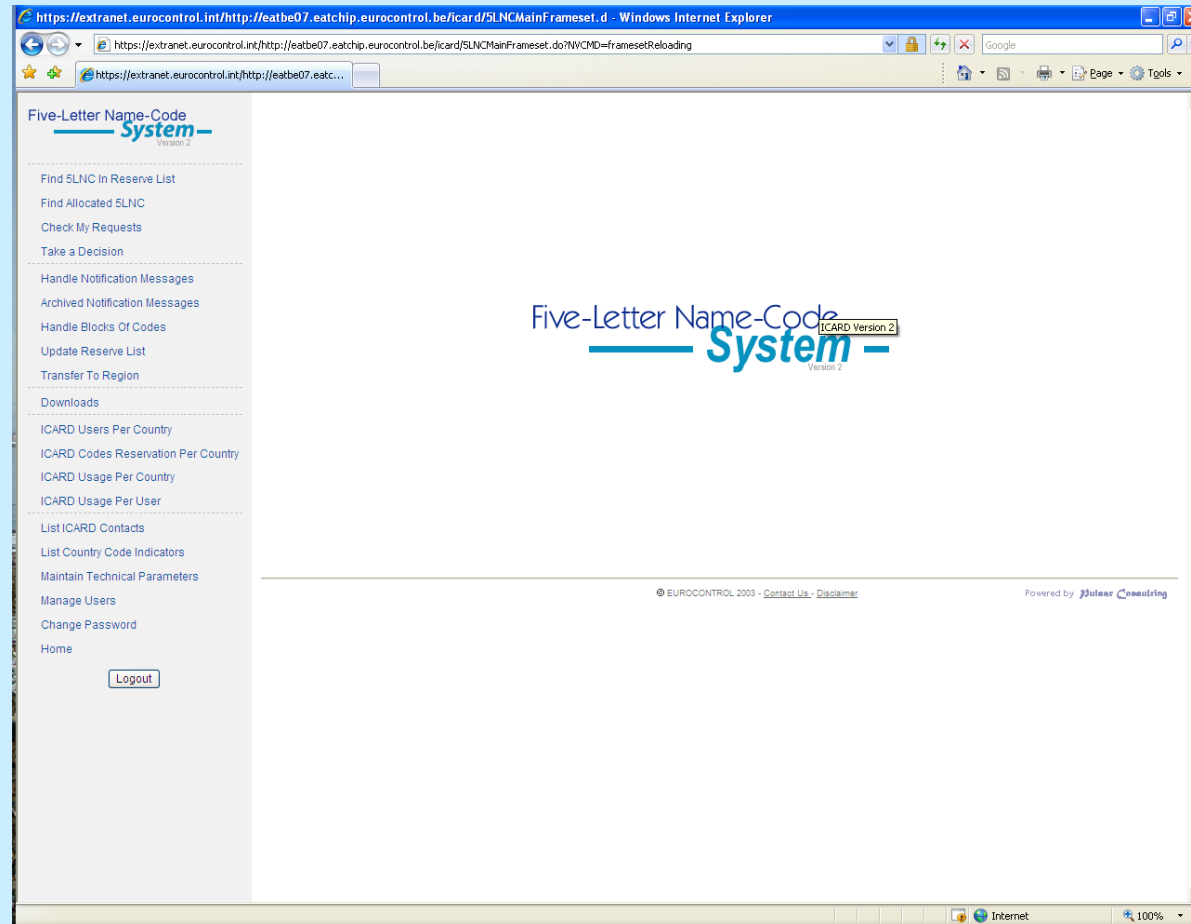 https://extranet.eurocontrol.int/http://eatbe07.eatchip.eurocontrol.be/icard/5LNCMainFrameset.d - Windows Internet Explorer
https://extranet.eurocontrol.int/http://eatbe07.eatchip.eurocontrol.be/icard/5LNCMainFrameset.do?NVCMD=framesetReloading
Google
https://extranet.eurocontrol.int/http://eatbe07.eatc...
Page
Tools
Five-Letter Name-Code
System
Version 2
Find 5LNC In Reserve List
Find Allocated 5LNC
Check My Requests
Take a Decision
Handle Notification Messages
Archived Notification Messages
Handle Blocks Of Codes
Update Reserve List
Transfer To Region
Downloads
ICARD Users Per Country
ICARD Codes Reservation Per Country
ICARD Usage Per Country
ICARD Usage Per User
List ICARD Contacts
List Country Code Indicators
Maintain Technical Parameters
Manage Users
Change Password
Home
Logout
Five-Letter Name-Code
ICARD Version 2
System
Version 2
© EUROCONTROL 2003 - Contact Us - Disclaimer
Powered by Pulsar Consulting
Internet
100%